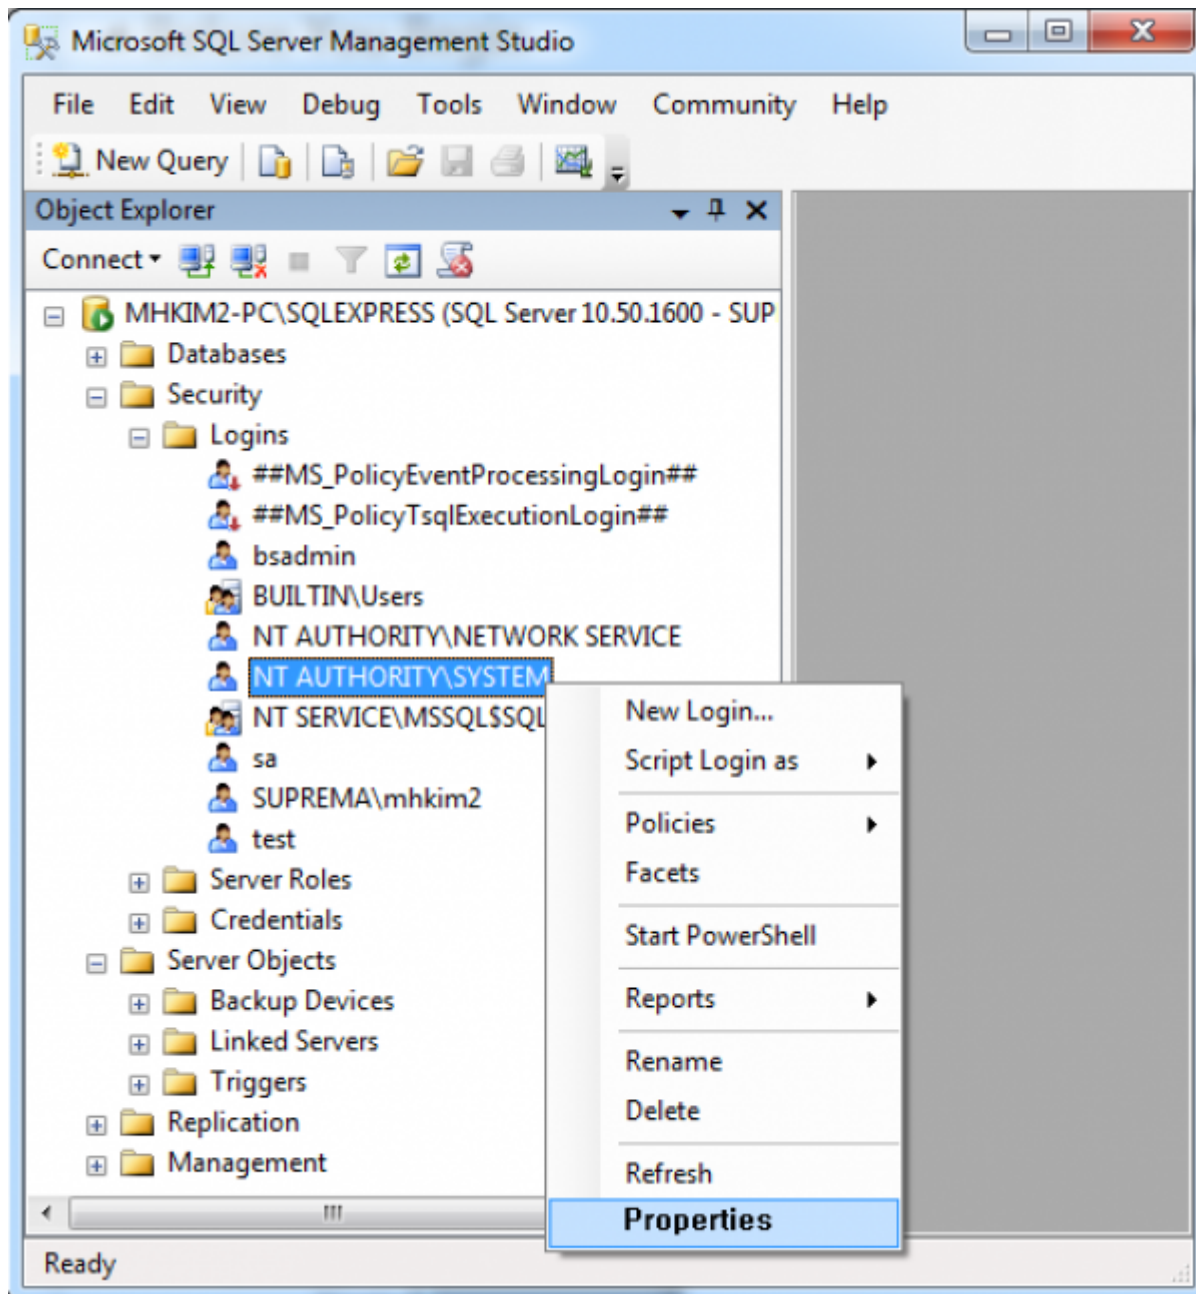 Microsoft SQL Server Management Studio
File Edit View Debug Tools Window Community Help
New Query
Object Explorer
Connect
MHKIM2-PC\SQLEXPRESS (SQL Server 10.50.1600 - SUP
Databases
Security
Logins
##MS_PolicyEventProcessingLogin##
##MS_PolicyTsqlExecutionLogin##
bsadmin
BUILTIN\Users
NT AUTHORITY\NETWORK SERVICE
NT AUTHORITY\SYSTEM
NT SERVICE\MSSQL$SQL
sa
SUPREMA\mhkim2
test
Server Roles
Credentials
Server Objects
Backup Devices
Linked Servers
Triggers
Replication
Management
New Login...
Script Login as
Policies
Facets
Start PowerShell
Reports
Rename
Delete
Refresh
Properties
Ready